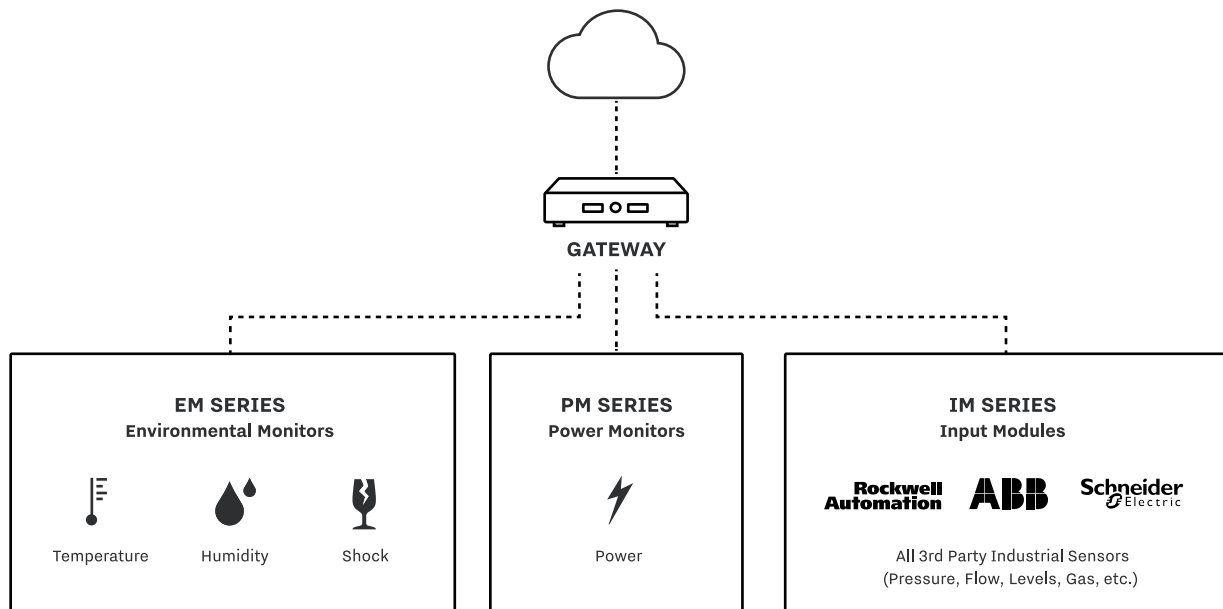 GATEWAY
EM SERIES
Environmental Monitors
Temperature
Humidity
Shock
PM SERIES
Power Monitors
Power
IM SERIES
Input Modules
Rockwell
Automation
ABB
Schneider
Electric
All 3rd Party Industrial Sensors
(Pressure, Flow, Levels, Gas, etc.)